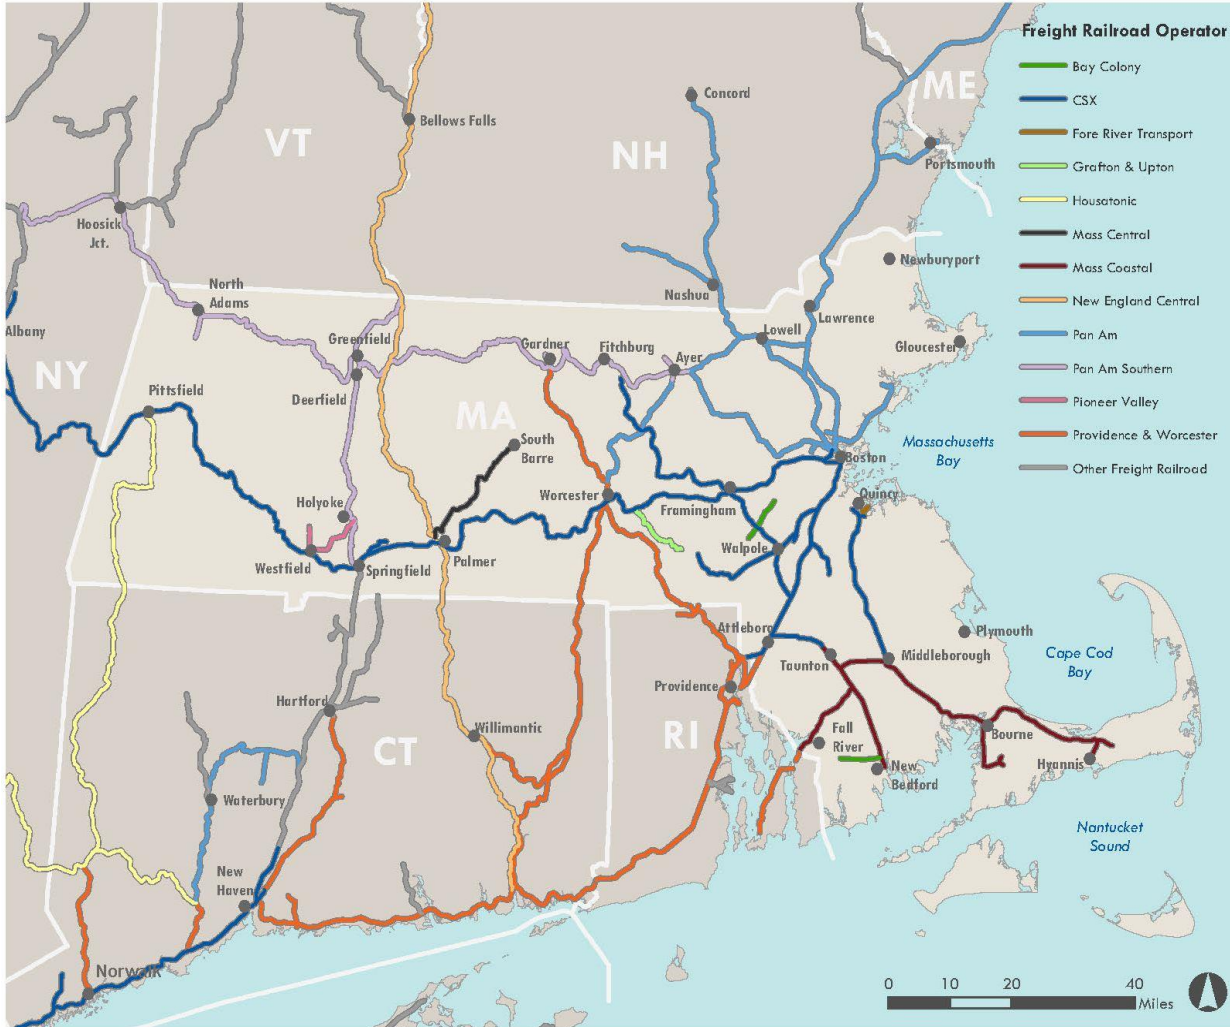 Freight Railroad Operator
Bay Colony
CSX
Fore River Transport
Grafton & Upton
Housatonic
Mass Central
Mass Coastal
New England Central
Pan Am
Pan Am Southern
Pioneer Valley
Providence & Worcester
Other Freight Railroad
ME
Concord
Bellows Falls
VT
NH
Portsmouth
Hoosick
Jct.
Newburyport
North
Adams
Nashua
Lawrence
Albany
Greenfield
Gardner
Fitchburg
Lowell
Ayer
Gloucester
NY
Pittsfield
Deerfield
MA
South
Barre
Massachusetts
Bay
Boston
Holyoke
Worcester
Framingham
Quincy
Westfield
Springfield
Palmer
Walpole
Attleboro
Taunton
Middleborough
Plymouth
Cape Cod
Bay
Providence
Hartford
Willimantic
CT
RI
Fall
River
Bourne
Hyannis
New
Bedford
Waterbury
Nantucket
Sound
New
Haven
Norwalk
0 10 20 40
Miles